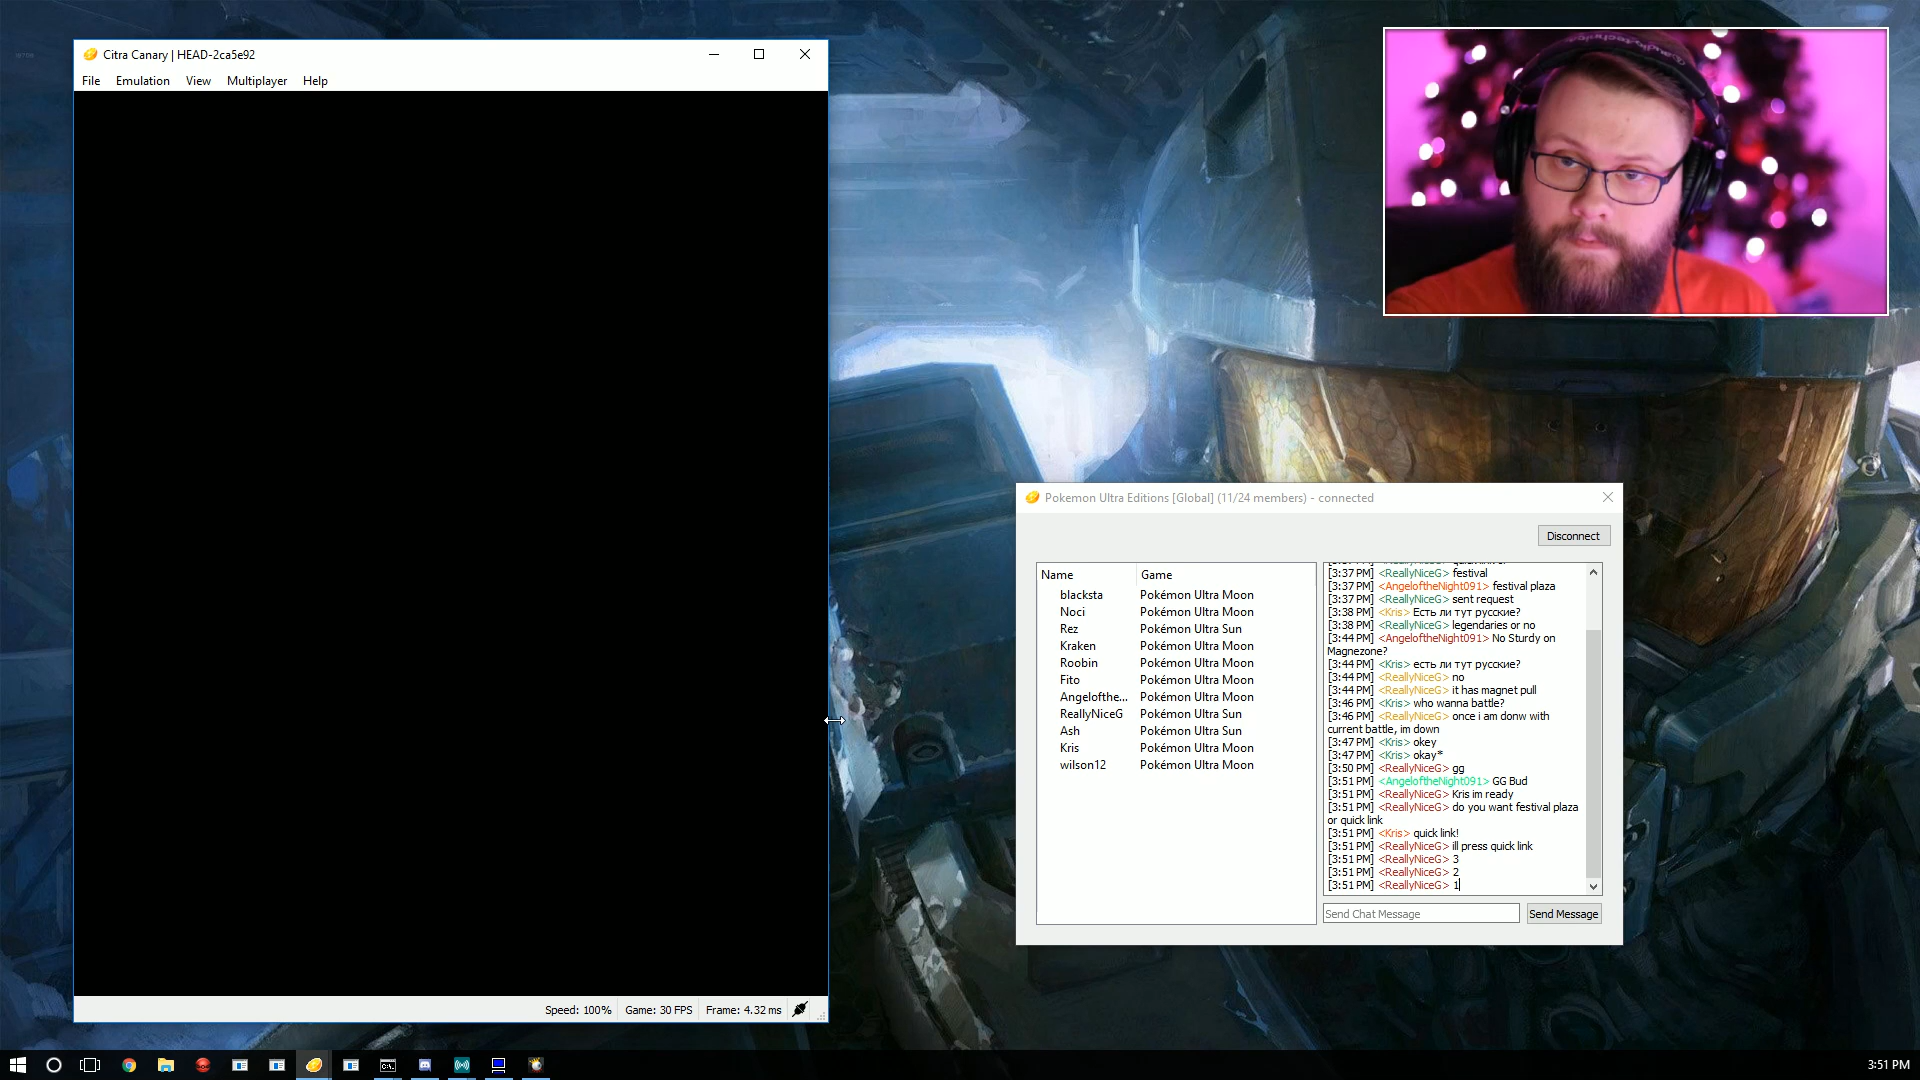 Citra Canary | HEAD-2ca5e92
File Emulation View Multiplayer Help
Speed: 100% Game: 30 FPS Frame: 4.32 ms
Pokemon Ultra Editions [Global] (11/24 members) - connected
Disconnect
Name Game
blacksta Pokémon Ultra Moon
Noci Pokémon Ultra Moon
Rez Pokémon Ultra Sun
Kraken Pokémon Ultra Moon
Roobin Pokémon Ultra Moon
Fito Pokémon Ultra Moon
Angelofthe... Pokémon Ultra Moon
ReallyNiceG Pokémon Ultra Sun
Ash Pokémon Ultra Sun
Kris Pokémon Ultra Moon
wilson12 Pokémon Ultra Moon
[3:37 PM] <ReallyNiceG> festival
[3:37 PM] <AngeloftheNight091> festival plaza
[3:37 PM] <ReallyNiceG> sent request
[3:38 PM] <Kris> Есть ли тут русские?
[3:38 PM] <ReallyNiceG> legendaries or no
[3:44 PM] <AngeloftheNight091> No Sturdy on
Magnezone?
[3:44 PM] <Kris> есть ли тут русские?
[3:44 PM] <ReallyNiceG> no
[3:44 PM] <ReallyNiceG> it has magnet pull
[3:46 PM] <Kris> who wanna battle?
[3:46 PM] <ReallyNiceG> once i am donw with
current battle, im down
[3:47 PM] <Kris> okey
[3:47 PM] <Kris> okay*
[3:50 PM] <ReallyNiceG> gg
[3:51 PM] <AngeloftheNight091> GG Bud
[3:51 PM] <ReallyNiceG> Kris im ready
[3:51 PM] <ReallyNiceG> do you want festival plaza
or quick link
[3:51 PM] <Kris> quick link!
[3:51 PM] <ReallyNiceG> ill press quick link
[3:51 PM] <ReallyNiceG> 3
[3:51 PM] <ReallyNiceG> 2
[3:51 PM] <ReallyNiceG> 1
Send Chat Message Send Message
3:51 PM